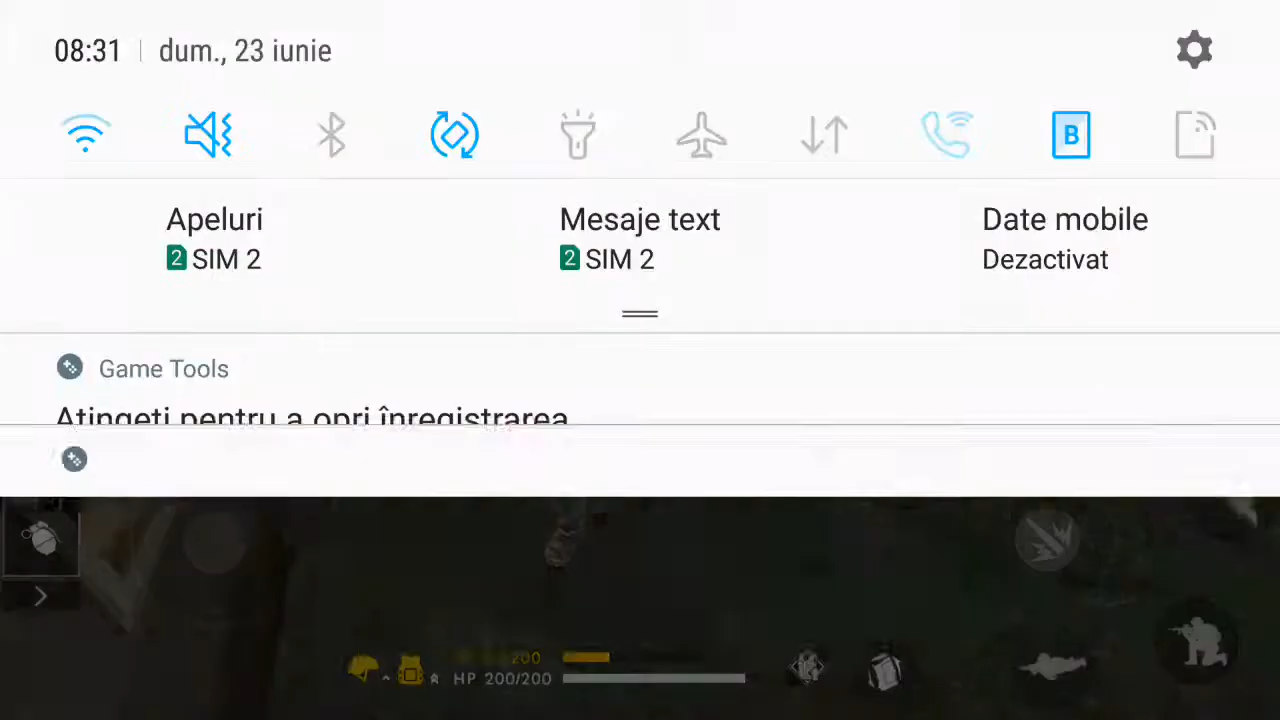 08:31 dum., 23 iunie
B
Apeluri
2 SIM 2
Mesaje text
2 SIM 2
Date mobile
Dezactivat
Game Tools
Atingeți pentru a opri înregistrarea
200
HP 200/200